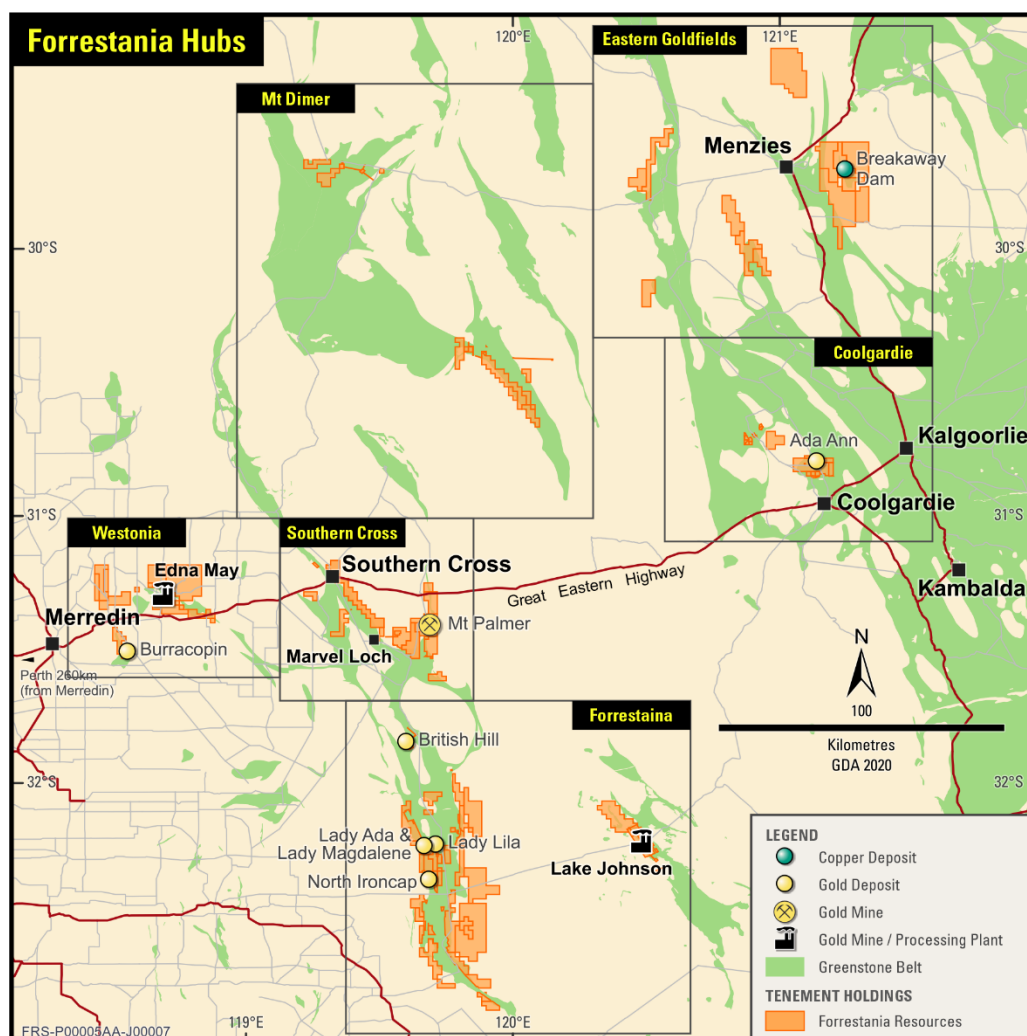 Forrestania Hubs
120°E
121°E
Eastern Goldfields
Mt Dimer
Menzies
Breakaway
Dam
30°S
30°S
Coolgardie
Ada Ann
Kalgoorlie
Coolgardie
31°S
31°S
Westonia
Southern Cross
Edna May
Southern Cross
Great Eastern Highway
Kambalda
Merredin
Mt Palmer
Burracopin
Marvel Loch
Perth 260km
(from Merredin)
N
Forrestaina
100
Kilometres
GDA 2020
British Hill
32°S
32°S
Lady Ada &
Lady Magdalene
Lady Lila
Lake Johnson
North Ironcap
LEGEND
Copper Deposit
Gold Deposit
Gold Mine
Gold Mine / Processing Plant
Greenstone Belt
TENEMENT HOLDINGS
Forrestania Resources
119°E
120°E
FRS-P00005AA-J00007